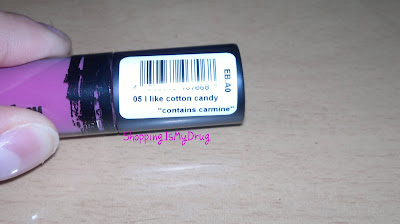 EB A0
05 I like cotton candy
"contains carmine"
ShoppingIsMyDrug